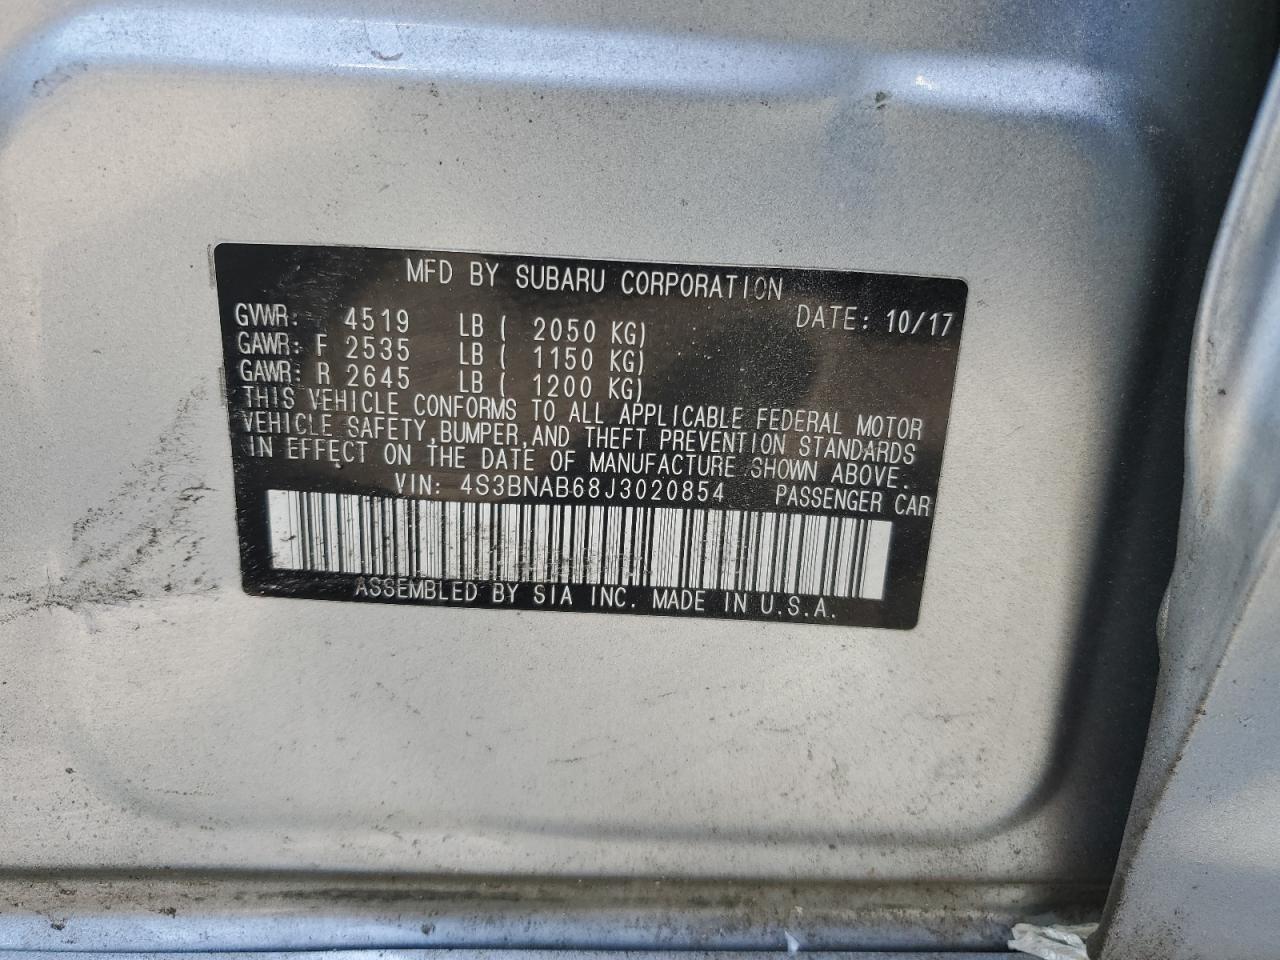 MFD BY SUBARU CORPORATION
GVWR: 4519 LB ( 2050 KG) DATE: 10/17
GAWR: F 2535 LB ( 1150 KG)
GAWR: R 2645 LB ( 1200 KG)
THIS VEHICLE CONFORMS TO ALL APPLICABLE FEDERAL MOTOR
VEHICLE SAFETY,BUMPER,AND THEFT PREVENTION STANDARDS
IN EFFECT ON THE DATE OF MANUFACTURE SHOWN ABOVE.
VIN: 4S3BNAB68J3020854 PASSENGER CAR
ASSEMBLED BY SIA INC. MADE IN U.S.A.